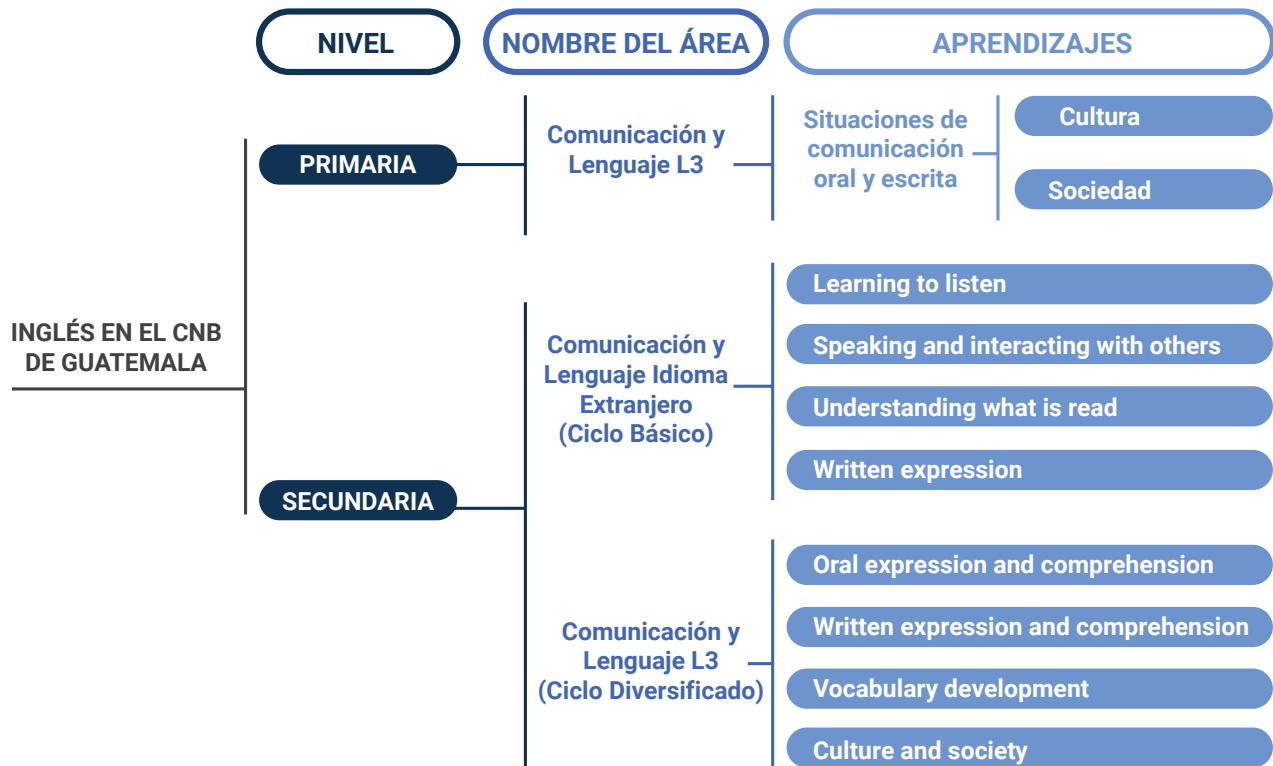 NIVEL
NOMBRE DEL ÁREA
APRENDIZAJES
INGLÉS EN EL CNB
DE GUATEMALA
PRIMARIA
Comunicación y
Lenguaje L3
Situaciones de
comunicación
oral y escrita
Cultura
Sociedad
SECUNDARIA
Comunicación y
Lenguaje Idioma
Extranjero
(Ciclo Básico)
Learning to listen
Speaking and interacting with others
Understanding what is read
Written expression
Comunicación y
Lenguaje L3
(Ciclo Diversificado)
Oral expression and comprehension
Written expression and comprehension
Vocabulary development
Culture and society